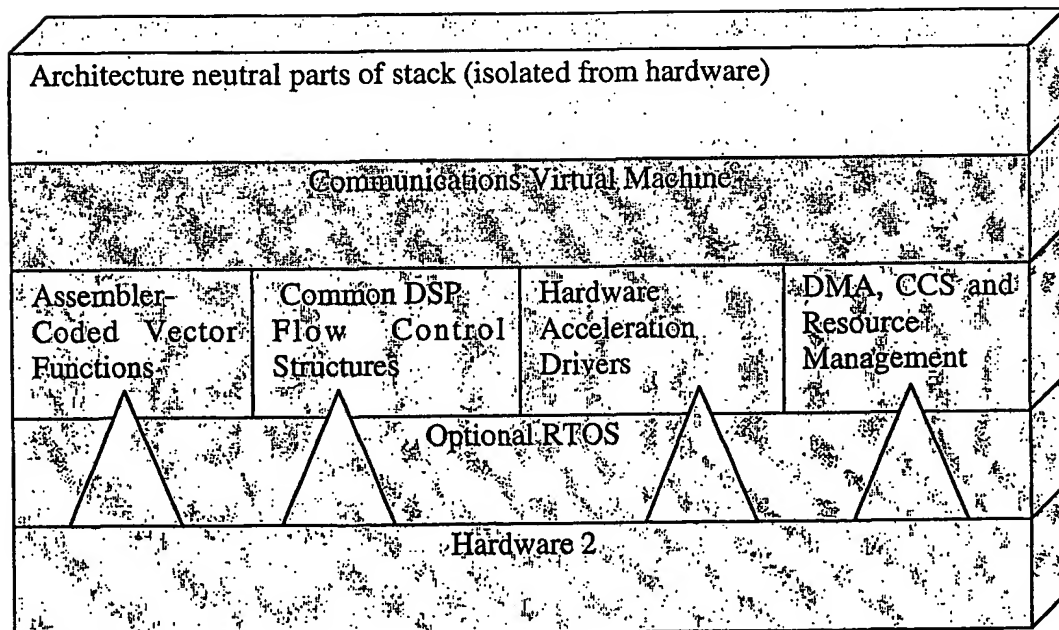 Architecture neutral parts of stack (isolated from hardware)
Communications Virtual Machine
Assembler-
Coded Vector
Functions
Common DSP
Flow Control
Structures
Hardware
Acceleration
Drivers
DMA, CCS and
Resource
Management
Optional RTOS
Hardware 2